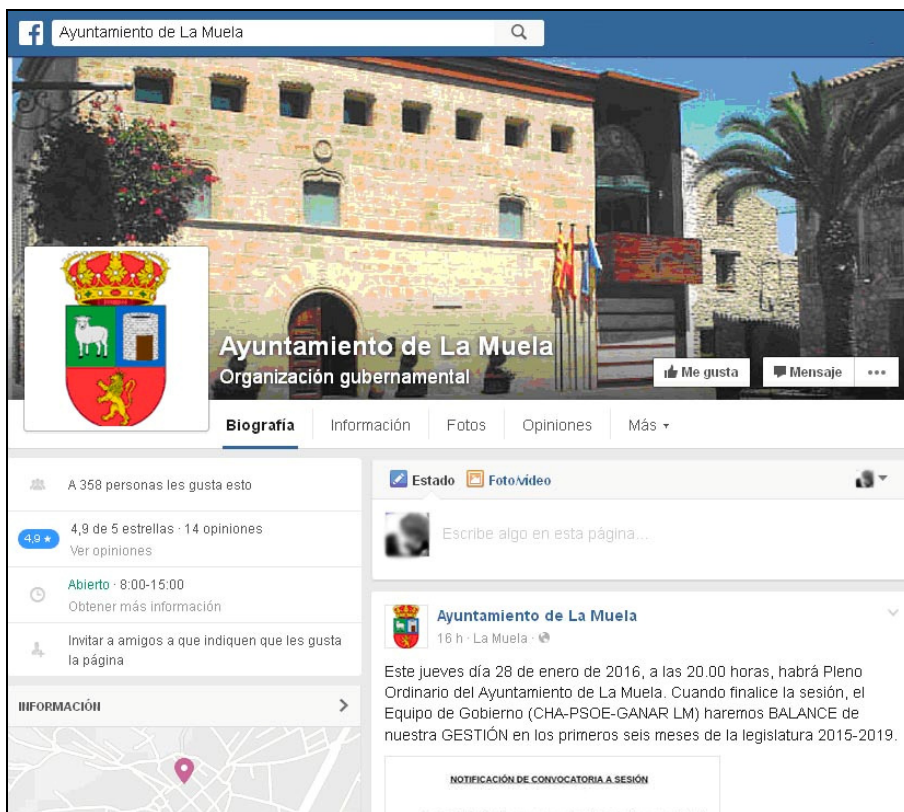 Ayuntamiento de La Muela
Ayuntamiento de La Muela
Organización gubernamental
Me gusta
Mensaje
Biografía
Información
Fotos
Opiniones
Más
A 358 personas les gusta esto
4,9
4,9 de 5 estrellas · 14 opiniones
Ver opiniones
Abierto · 8:00-15:00
Obtener más información
Invitar a amigos a que indiquen que les gusta
la página
INFORMACIÓN
Estado
Foto/vídeo
Escribe algo en esta página...
Ayuntamiento de La Muela
16 h · La Muela ·
Este jueves día 28 de enero de 2016, a las 20.00 horas, habrá Pleno
Ordinario del Ayuntamiento de La Muela. Cuando finalice la sesión, el
Equipo de Gobierno (CHA-PSOE-GANAR LM) haremos BALANCE de
nuestra GESTIÓN en los primeros seis meses de la legislatura 2015-2019.
NOTIFICACIÓN DE CONVOCATORIA A SESIÓN